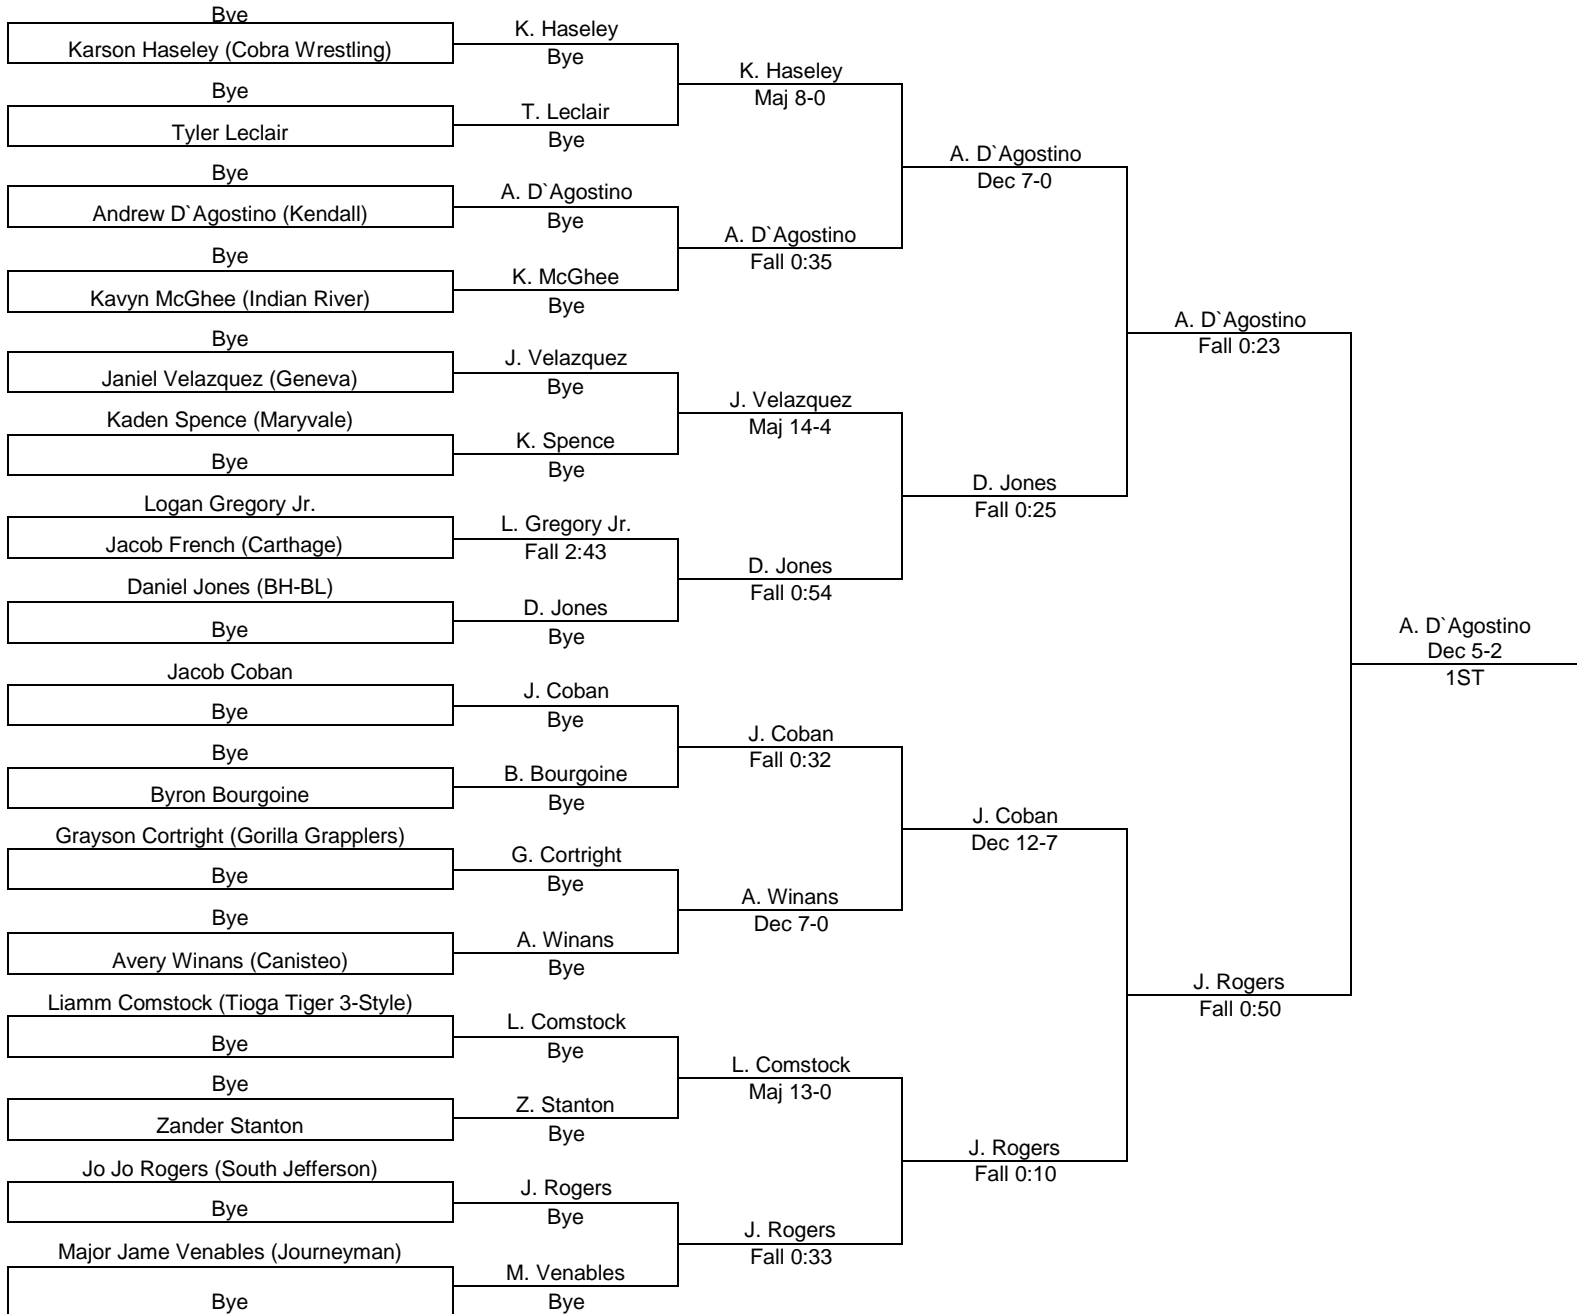 Bye
Karson Haseley (Cobra Wrestling)
Bye
Tyler Leclair
Bye
Andrew D`Agostino (Kendall)
Bye
Kavyn McGhee (Indian River)
Bye
Janiel Velazquez (Geneva)
Kaden Spence (Maryvale)
Bye
Logan Gregory Jr.
Jacob French (Carthage)
Daniel Jones (BH-BL)
Bye
Jacob Coban
Bye
Bye
Byron Bourgoine
Grayson Cortright (Gorilla Grapplers)
Bye
Bye
Avery Winans (Canisteo)
Liamm Comstock (Tioga Tiger 3-Style)
Bye
Bye
Zander Stanton
Jo Jo Rogers (South Jefferson)
Bye
Major Jame Venables (Journeyman)
Bye
K. Haseley
Bye
T. Leclair
Bye
A. D`Agostino
Bye
K. McGhee
Bye
J. Velazquez
Bye
K. Spence
Bye
L. Gregory Jr.
Fall 2:43
D. Jones
Bye
J. Coban
Bye
B. Bourgoine
Bye
G. Cortright
Bye
A. Winans
Bye
L. Comstock
Bye
Z. Stanton
Bye
J. Rogers
Bye
M. Venables
Bye
K. Haseley
Maj 8-0
A. D`Agostino
Fall 0:35
J. Velazquez
Maj 14-4
D. Jones
Fall 0:54
J. Coban
Fall 0:32
A. Winans
Dec 7-0
L. Comstock
Maj 13-0
J. Rogers
Fall 0:33
A. D`Agostino
Dec 7-0
D. Jones
Fall 0:25
J. Coban
Dec 12-7
J. Rogers
Fall 0:10
A. D`Agostino
Fall 0:23
J. Rogers
Fall 0:50
A. D`Agostino
Dec 5-2
1ST